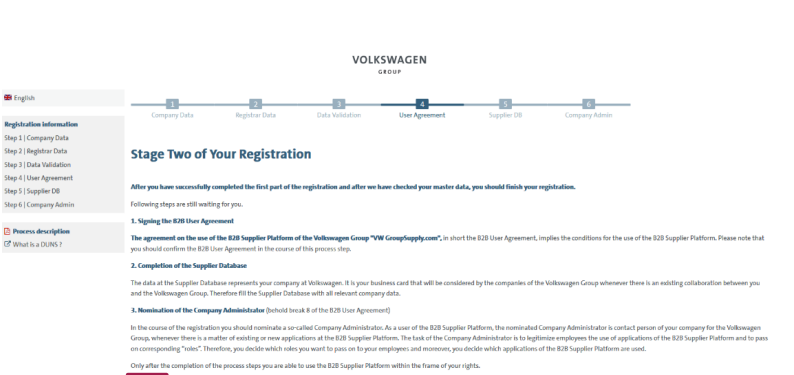 VOLKSWAGEN
GROUP
English
1 2 3 4 5 6
Company Data Registrar Data Data Validation User Agreement Supplier DB Company Admin
Registration information
Step 1 | Company Data
Step 2 | Registrar Data
Step 3 | Data Validation
Step 4 | User Agreement
Step 5 | Supplier DB
Step 6 | Company Admin
Process description
What is a DUNS ?
Stage Two of Your Registration
After you have successfully completed the first part of the registration and after we have checked your master data, you should finish your registration.
Following steps are still waiting for you.
1. Signing the B2B User Agreement
The agreement on the use of the B2B Supplier Platform of the Volkswagen Group "VW GroupSupply.com", in short the B2B User Agreement, implies the conditions for the use of the B2B Supplier Platform. Please note that
you should confirm the B2B User Agreement in the course of this process step.
2. Completion of the Supplier Database
The data at the Supplier Database represents your company at Volkswagen. It is your business card that will be considered by the companies of the Volkswagen Group whenever there is an existing collaboration between you
and the Volkswagen Group. Therefore fill the Supplier Database with all relevant company data.
3. Nomination of the Company Administrator (behold break 8 of the B2B User Agreement)
In the course of the registration you should nominate a so-called Company Administrator. As a user of the B2B Supplier Platform, the nominated Company Administrator is contact person of your company for the Volkswagen
Group, whenever there is a matter of existing or new applications at the B2B Supplier Platform. The task of the Company Administrator is to legitimize employees the use of applications of the B2B Supplier Platform and to pass
on corresponding "roles". Therefore, you decide which roles you want to pass on to your employees and moreover, you decide which applications of the B2B Supplier Platform are used.
Only after the completion of the process steps you are able to use the B2B Supplier Platform within the frame of your rights.